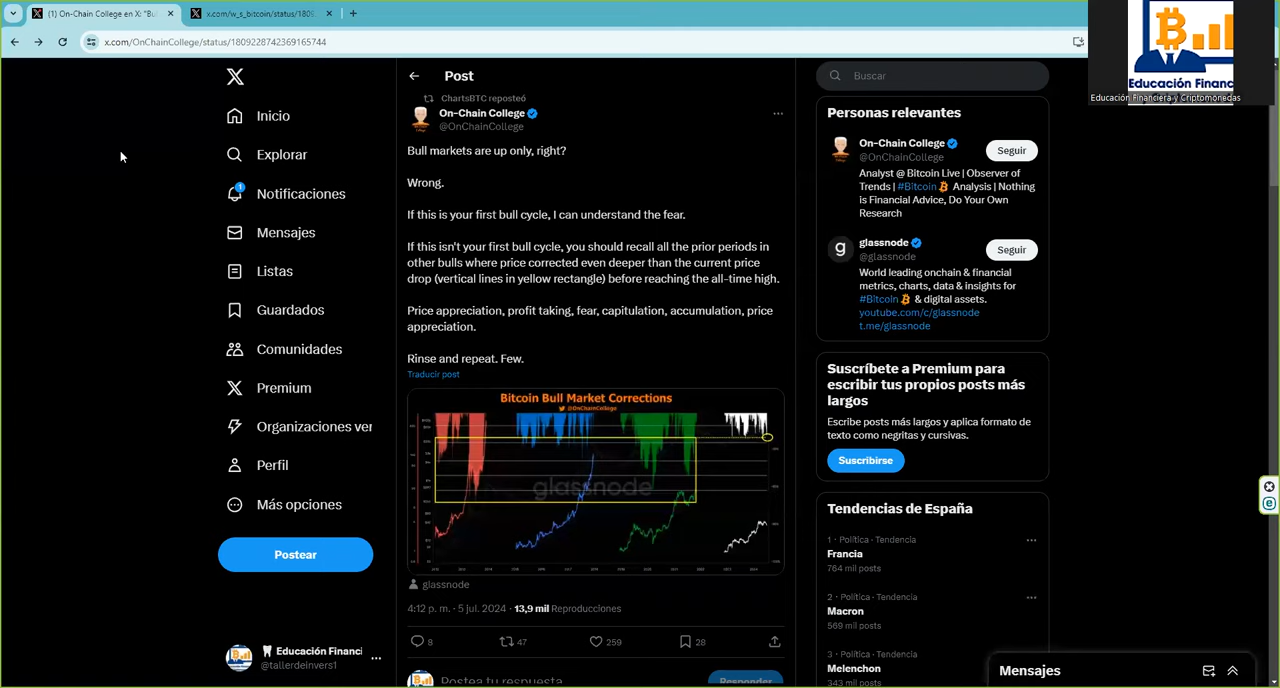 (1) On-Chain College en X: "Bul
x.com/w_s_bitcoin/status/1809
x.com/OnChainCollege/status/1809228742369165744
Educación Financ
Educación Financiera y Criptomonedas
Inicio
Explorar
1
Notificaciones
Mensajes
Listas
Guardados
Comunidades
Premium
Organizaciones ver
Perfil
Más opciones
Postear
Educación Financi
@tallerdeinvers1
Post
ChartsBTC reposteó
On-Chain College
@OnChainCollege
Bull markets are up only, right?
Wrong.
If this is your first bull cycle, I can understand the fear.
If this isn't your first bull cycle, you should recall all the prior periods in
other bulls where price corrected even deeper than the current price
drop (vertical lines in yellow rectangle) before reaching the all-time high.
Price appreciation, profit taking, fear, capitulation, accumulation, price
appreciation.
Rinse and repeat. Few.
Traducir post
Bitcoin Bull Market Corrections
@OnChainCollege
glassnode
glassnode
4:12 p. m. · 5 jul. 2024 · 13,9 mil Reproducciones
8
47
259
28
Postea tu respuesta
Responder
Buscar
Personas relevantes
On-Chain College
@OnChainCollege
Seguir
Analyst @ Bitcoin Live | Observer of
Trends | #Bitcoin Analysis | Nothing
is Financial Advice, Do Your Own
Research
glassnode
@glassnode
Seguir
World leading onchain & financial
metrics, charts, data & insights for
#Bitcoin & digital assets.
youtube.com/c/glassnode
t.me/glassnode
Suscríbete a Premium para
escribir tus propios posts más
largos
Escribe posts más largos y aplica formato de
texto como negritas y cursivas.
Suscribirse
Tendencias de España
1 · Política · Tendencia
Francia
764 mil posts
2 · Política · Tendencia
Macron
569 mil posts
3 · Política · Tendencia
Melenchon
343 mil posts
Mensajes